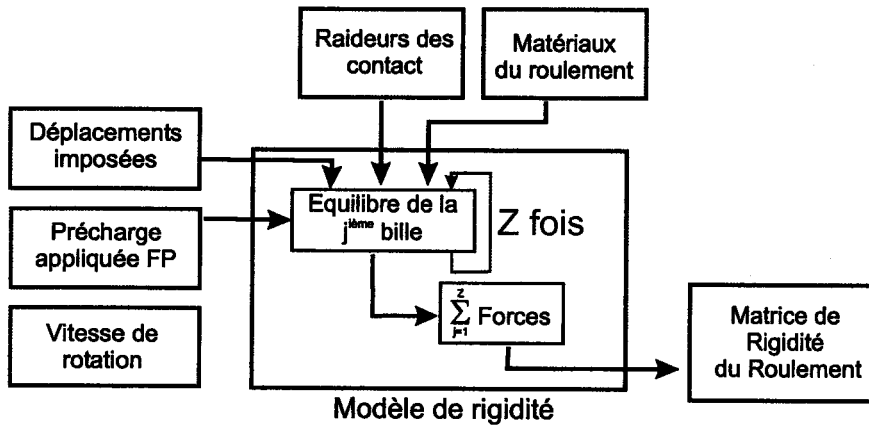 Raideurs des
contact
Matériaux
du roulement
Déplacements
imposées
Précharge
appliquée FP
Vitesse de
rotation
Equilibre de la
jième bille
Z fois
Z
∑ Forces
j=1
Matrice de
Rigidité
du Roulement
Modèle de rigidité